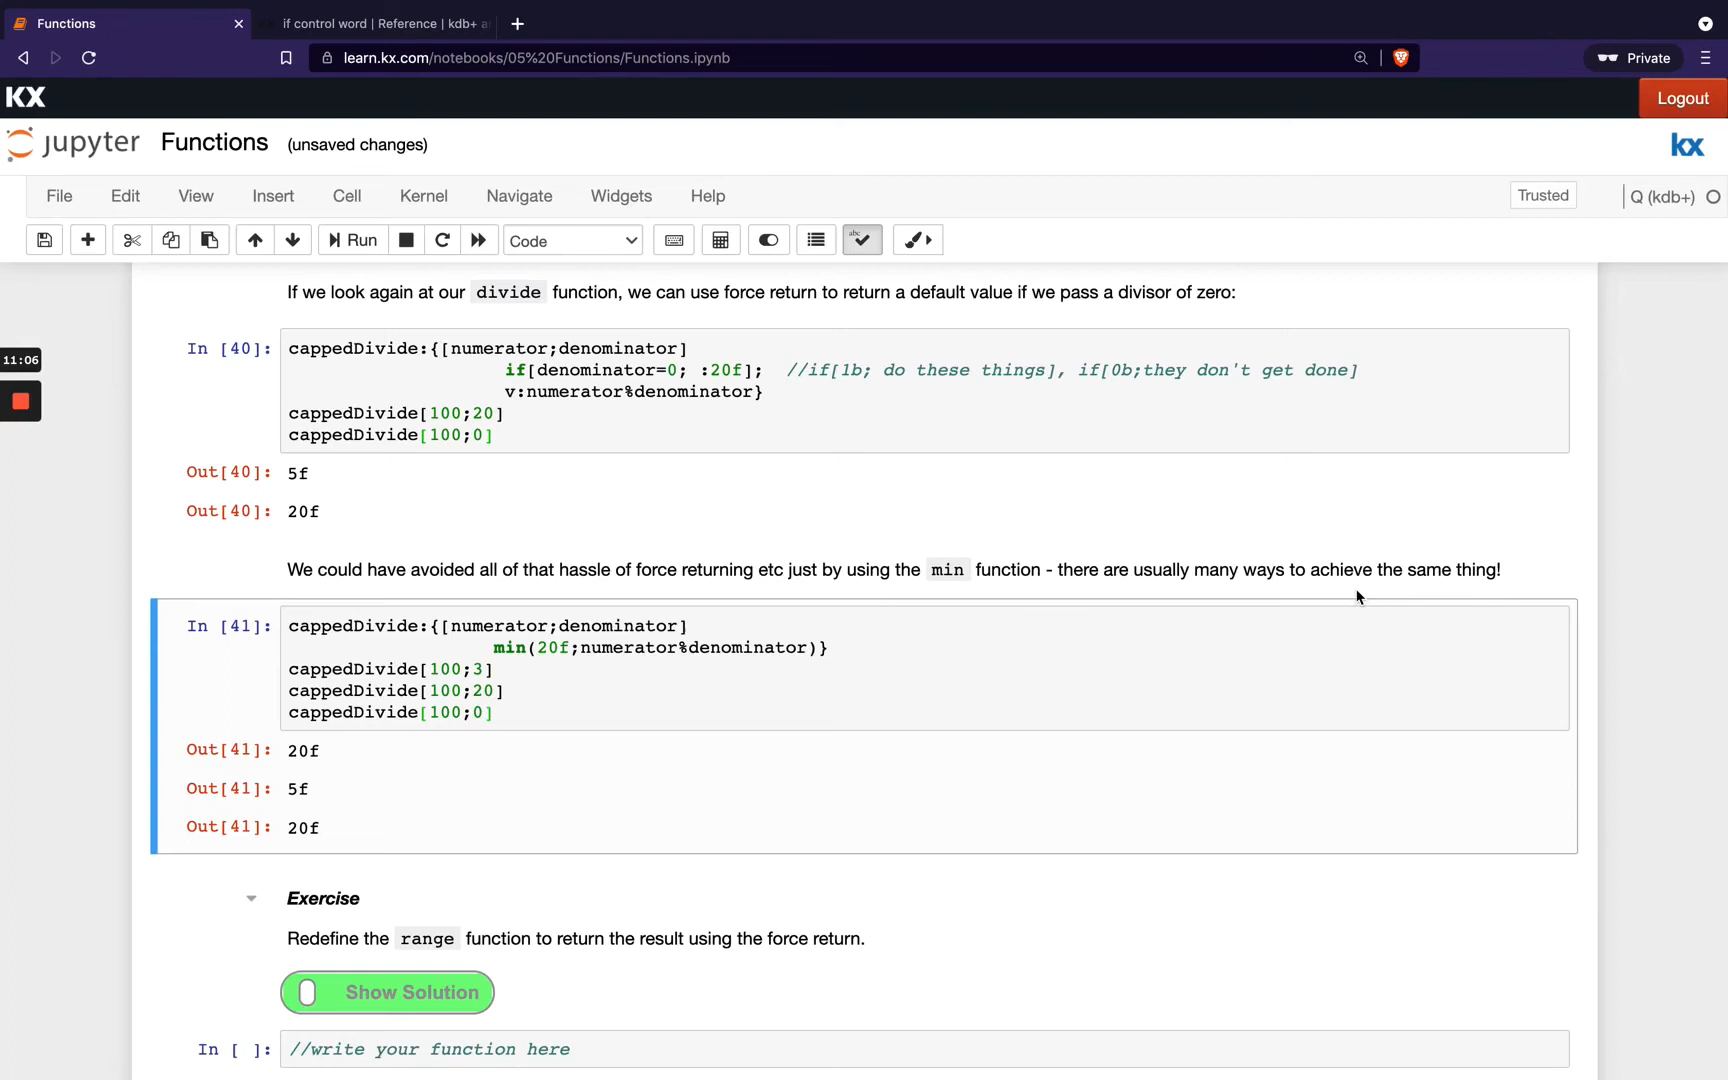 Functions
if control word | Reference | kdb+ a
learn.kx.com/notebooks/05%20Functions/Functions.ipynb
Private
KX
Logout
jupyter Functions (unsaved changes)
kx
File Edit View Insert Cell Kernel Navigate Widgets Help
Trusted
Q (kdb+)
Run
Code
abc
If we look again at our divide function, we can use force return to return a default value if we pass a divisor of zero:
11:06
In [40]: cappedDivide:{[numerator;denominator]
if[denominator=0; :20f]; //if[1b; do these things], if[0b;they don't get done]
v:numerator%denominator}
cappedDivide[100;20]
cappedDivide[100;0]
Out[40]: 5f
Out[40]: 20f
We could have avoided all of that hassle of force returning etc just by using the min function - there are usually many ways to achieve the same thing!
In [41]: cappedDivide:{[numerator;denominator]
min(20f;numerator%denominator)}
cappedDivide[100;3]
cappedDivide[100;20]
cappedDivide[100;0]
Out[41]: 20f
Out[41]: 5f
Out[41]: 20f
Exercise
Redefine the range function to return the result using the force return.
Show Solution
In [ ]: //write your function here